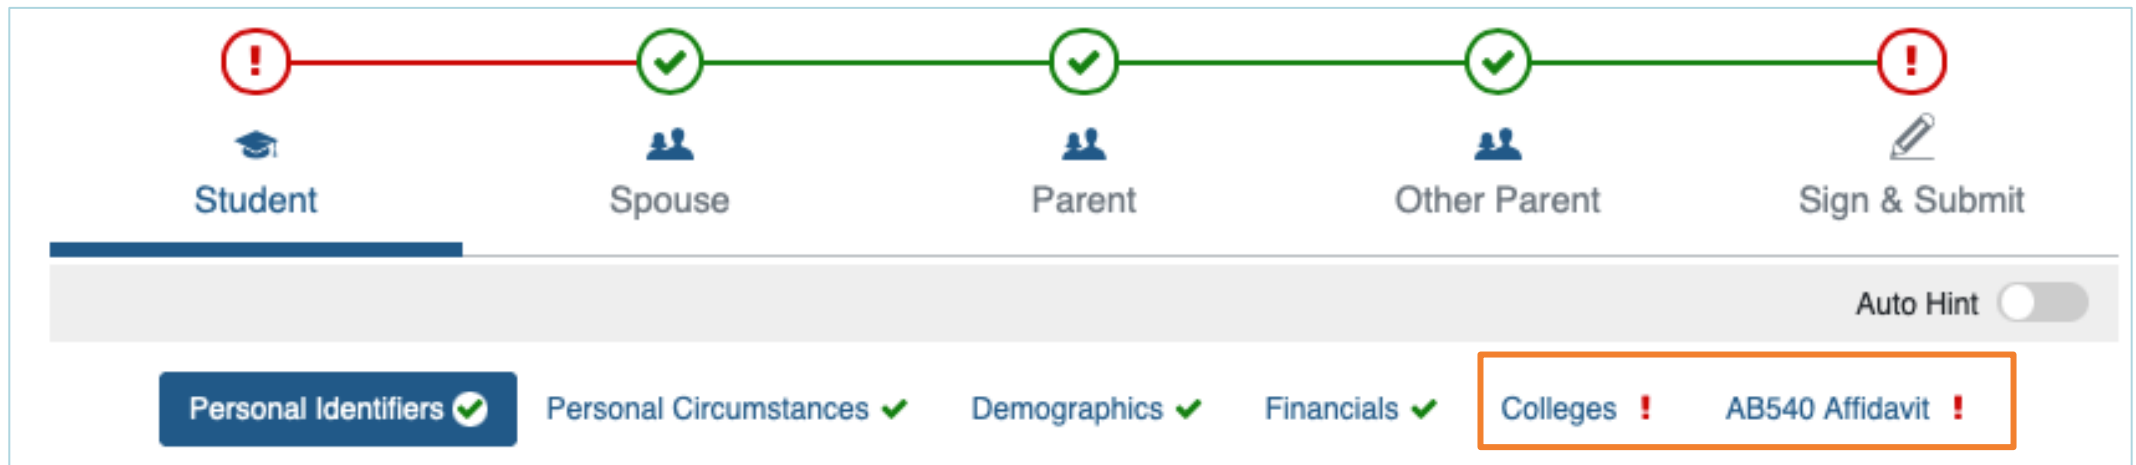 Student Spouse Parent Other Parent Sign & Submit
Auto Hint
Personal Identifiers Personal Circumstances Demographics Financials Colleges ! AB540 Affidavit !